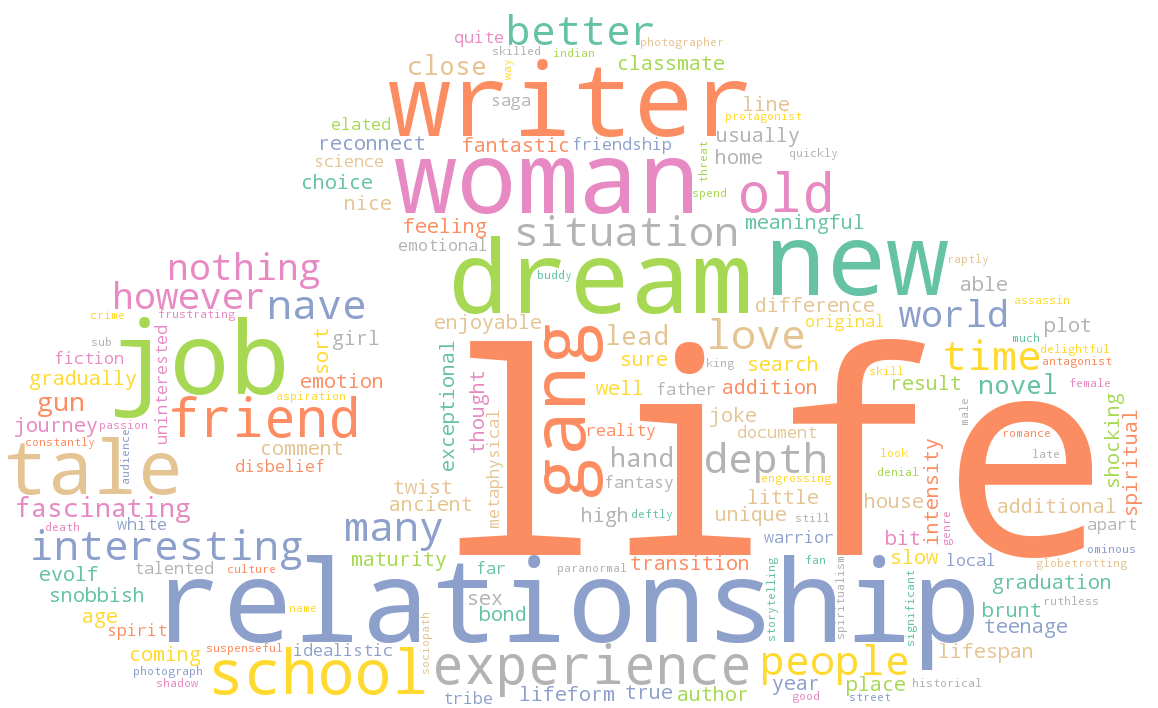 better
quite
photographer
skilled
indian
close
way
classmate
writer
saga
line
protagonist
elated
usually
reconnect
fantastic
friendship
science
threat
home
quickly
choice
woman
spend
old
nice
feeling
meaningful
emotional
situation
nothing
dream
buddy
new
raptly
able
however
nave
difference
assassin
crime
frustrating
enjoyable
original
world
plot
job
sort
girl
gang
lead
love
much
sub
fiction
uninterested
exceptional
sure
king
search
time
delightful
antagonist
gradually
emotion
thought
life
well
father
addition
skill
result
novel
female
gun
aspiration
friend
journey
passion
joke
male
shocking
spiritual
constantly
audience
comment
metaphysical
reality
document
romance
tale
disbelief
hand
depth
look
late
intensity
denial
twist
fantasy
engrossing
fascinating
ancient
little
house
additional
death
white
many
high
deftly
unique
still
genre
apart
interesting
maturity
warrior
bit
ominous
evolf
talented
culture
far
paranormal
transition
fan
slow
local
globetrotting
snobbish
relationship
sex
storytelling
spiritualism
significant
graduation
age
name
bond
brunt
ruthless
spirit
teenage
coming
suspenseful
idealistic
sociopath
lifespan
photograph
school
experience
people
shadow
year
place
historical
tribe
lifeform
true
author
good
street